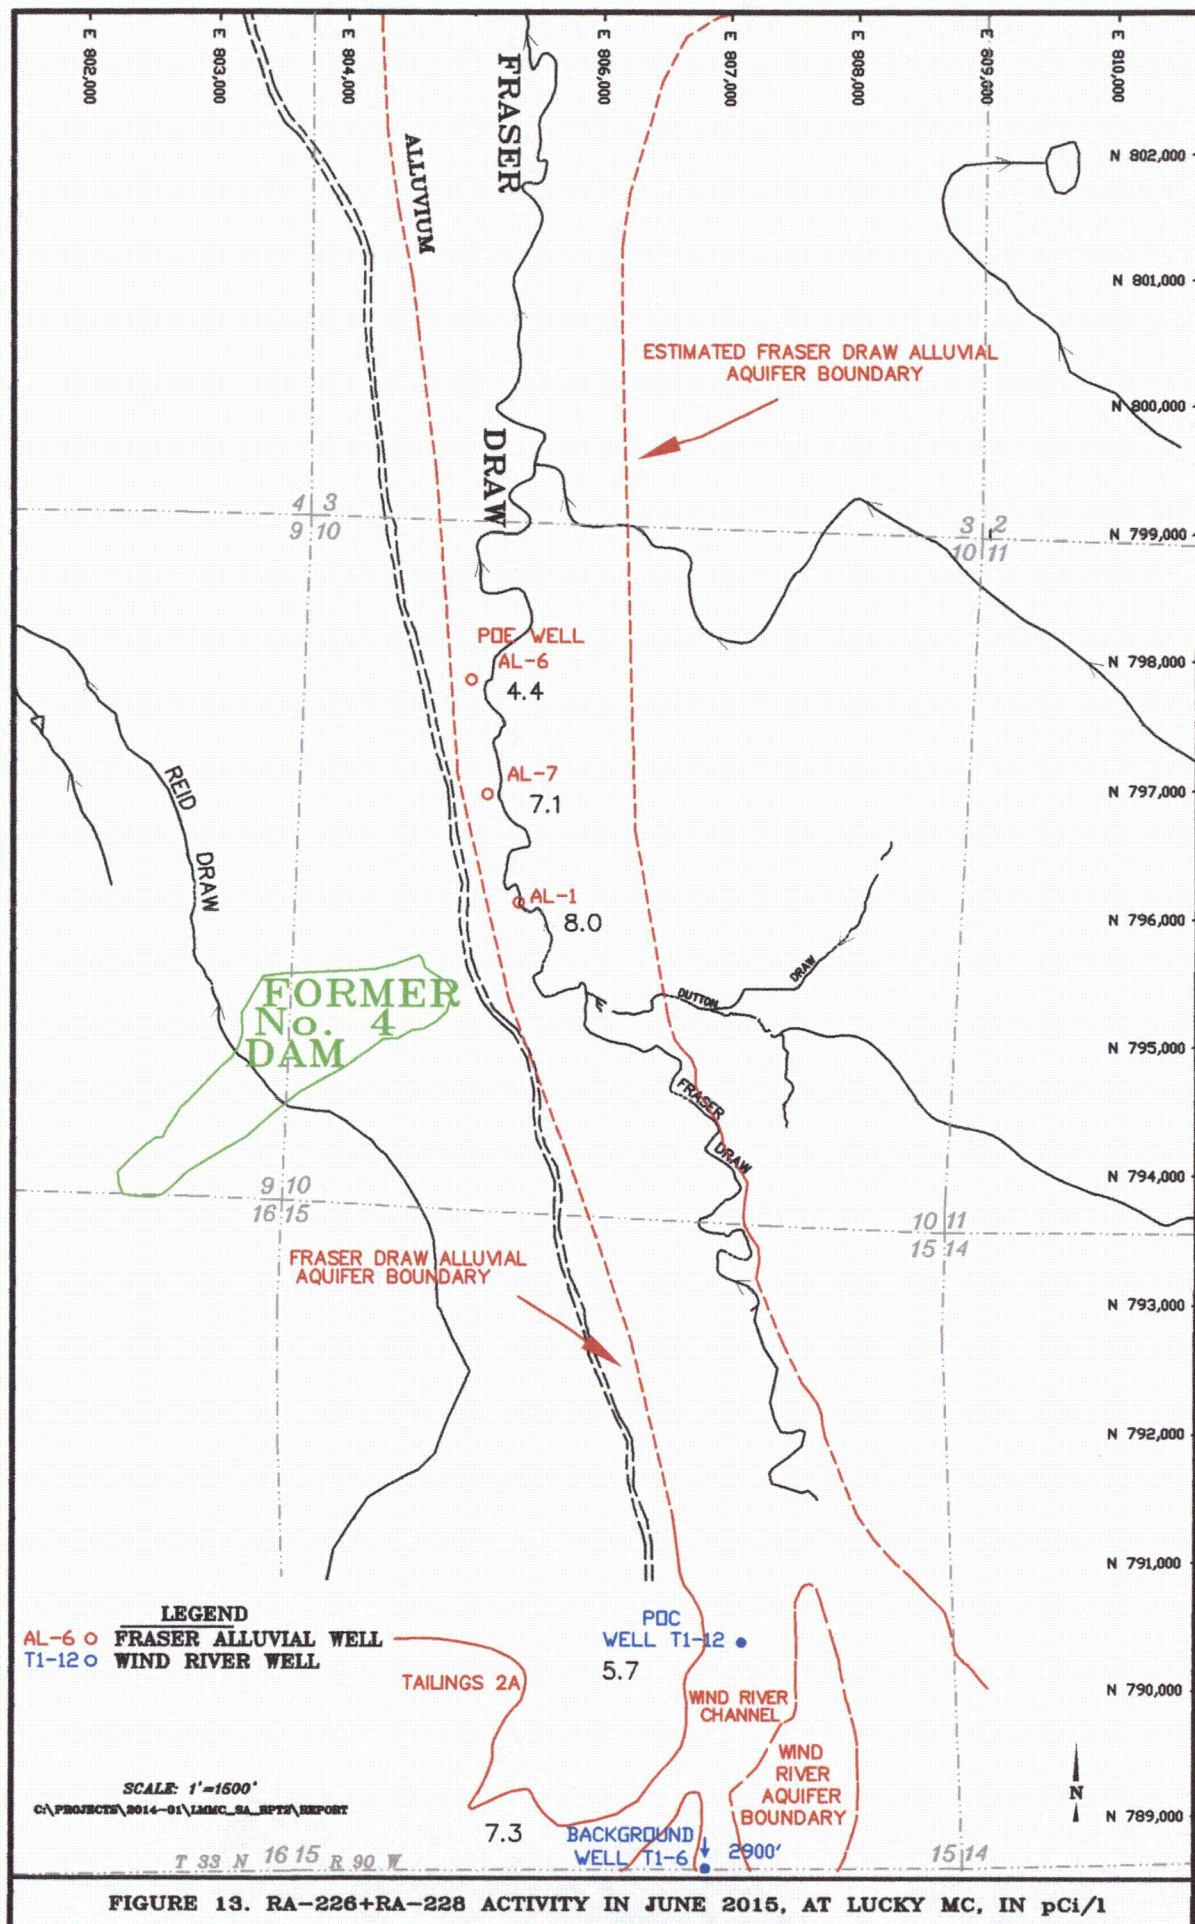 E 802,000
E 803,000
E 804,000
E 806,000
E 807,000
E 808,000
E 809,000
E 810,000
FRASER
DRAW
ALLUVIUM
N 802,000
N 801,000
ESTIMATED FRASER DRAW ALLUVIAL
AQUIFER BOUNDARY
N 800,000
4 3
9 10
3 2
10 11
N 799,000
POE WELL
AL-6
4.4
N 798,000
REID
DRAW
AL-7
7.1
N 797,000
AL-1
8.0
N 796,000
FORMER
No. 4
DAM
DUTTON
DRAW
N 795,000
FRASER
DRAW
9 10
16 15
10 11
15 14
N 794,000
FRASER DRAW ALLUVIAL
AQUIFER BOUNDARY
N 793,000
N 792,000
N 791,000
LEGEND
AL-6 FRASER ALLUVIAL WELL
T1-12 WIND RIVER WELL
POC
WELL T1-12
5.7
TAILINGS 2A
WIND RIVER
CHANNEL
N 790,000
WIND
RIVER
AQUIFER
BOUNDARY
N
SCALE: 1"=1600'
C:\PROJECTS\2014-01\LMMC_SA_RPTS\REPORT
N 789,000
7.3
BACKGROUND
WELL T1-6
2900'
T 33 N
16 15
R 90 W
15 14
FIGURE 13. RA-226+RA-228 ACTIVITY IN JUNE 2015, AT LUCKY MC, IN pCi/l